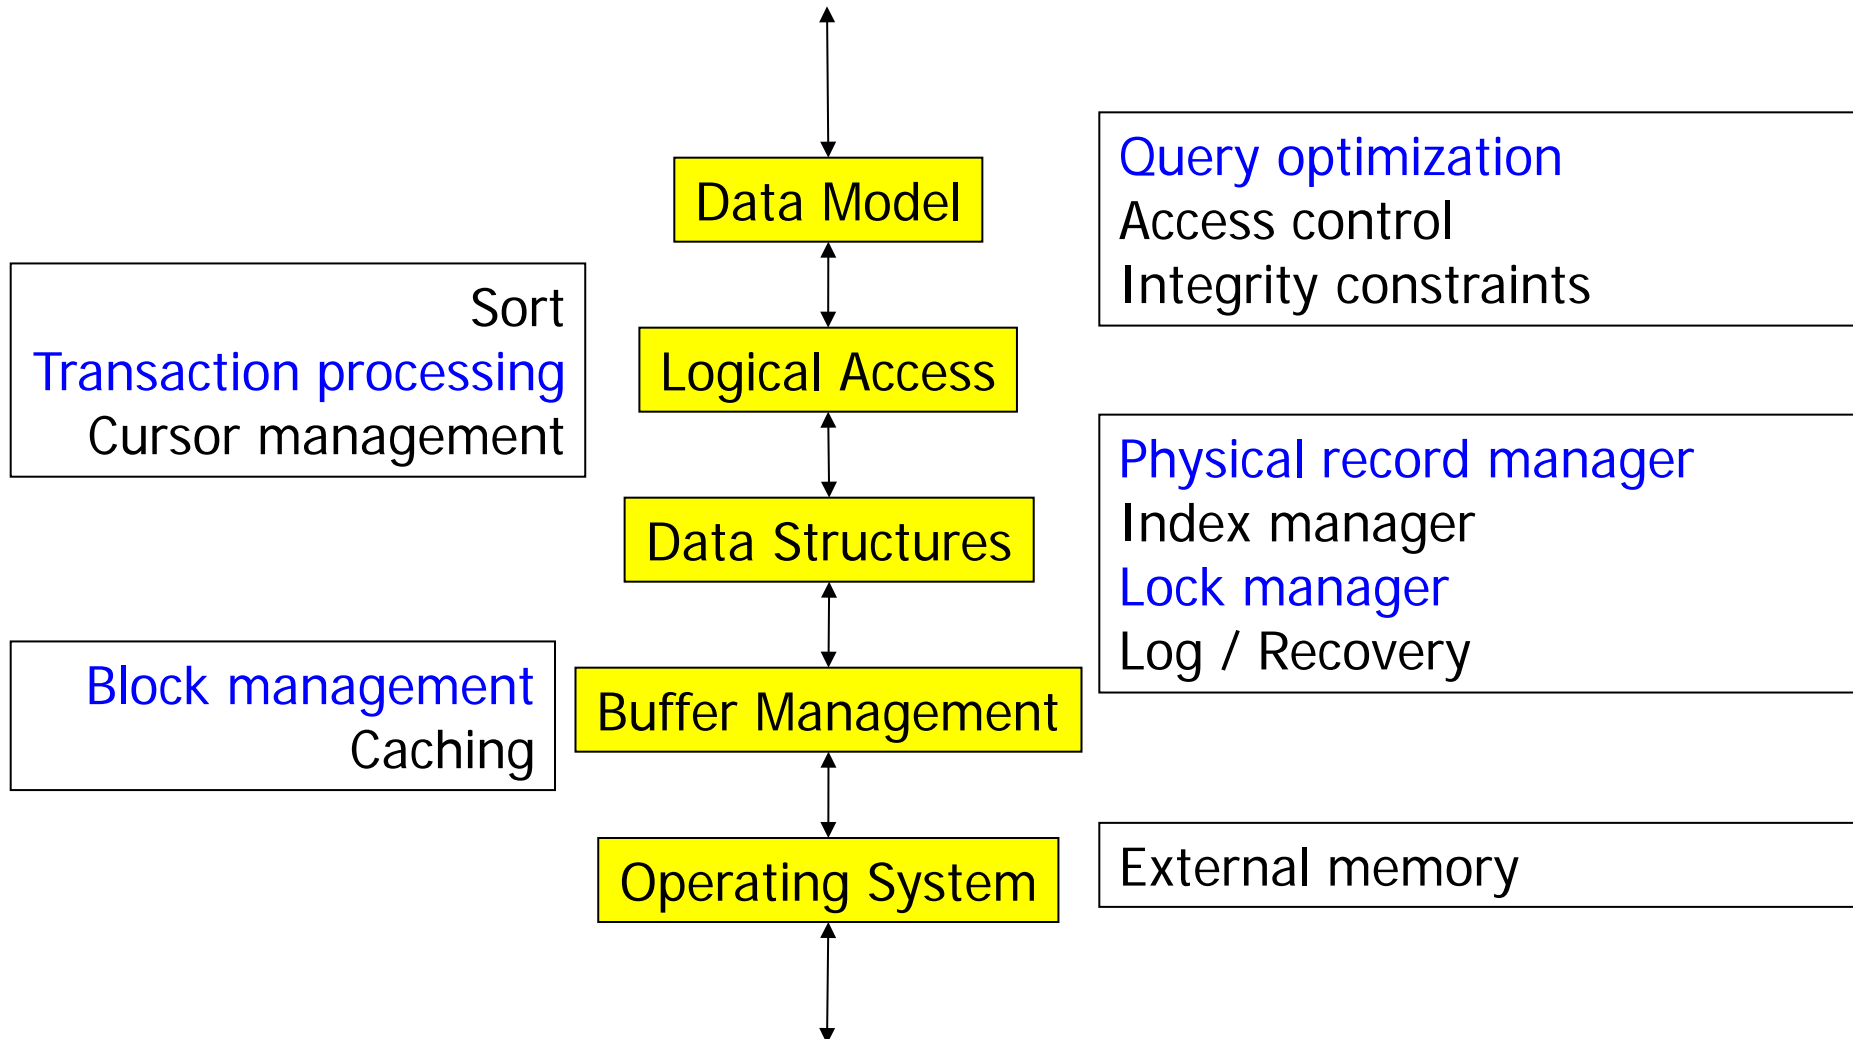 Data Model
Query optimization
Access control
Integrity constraints
Sort
Transaction processing
Cursor management
Logical Access
Data Structures
Physical record manager
Index manager
Lock manager
Log / Recovery
Block management
Caching
Buffer Management
Operating System
External memory